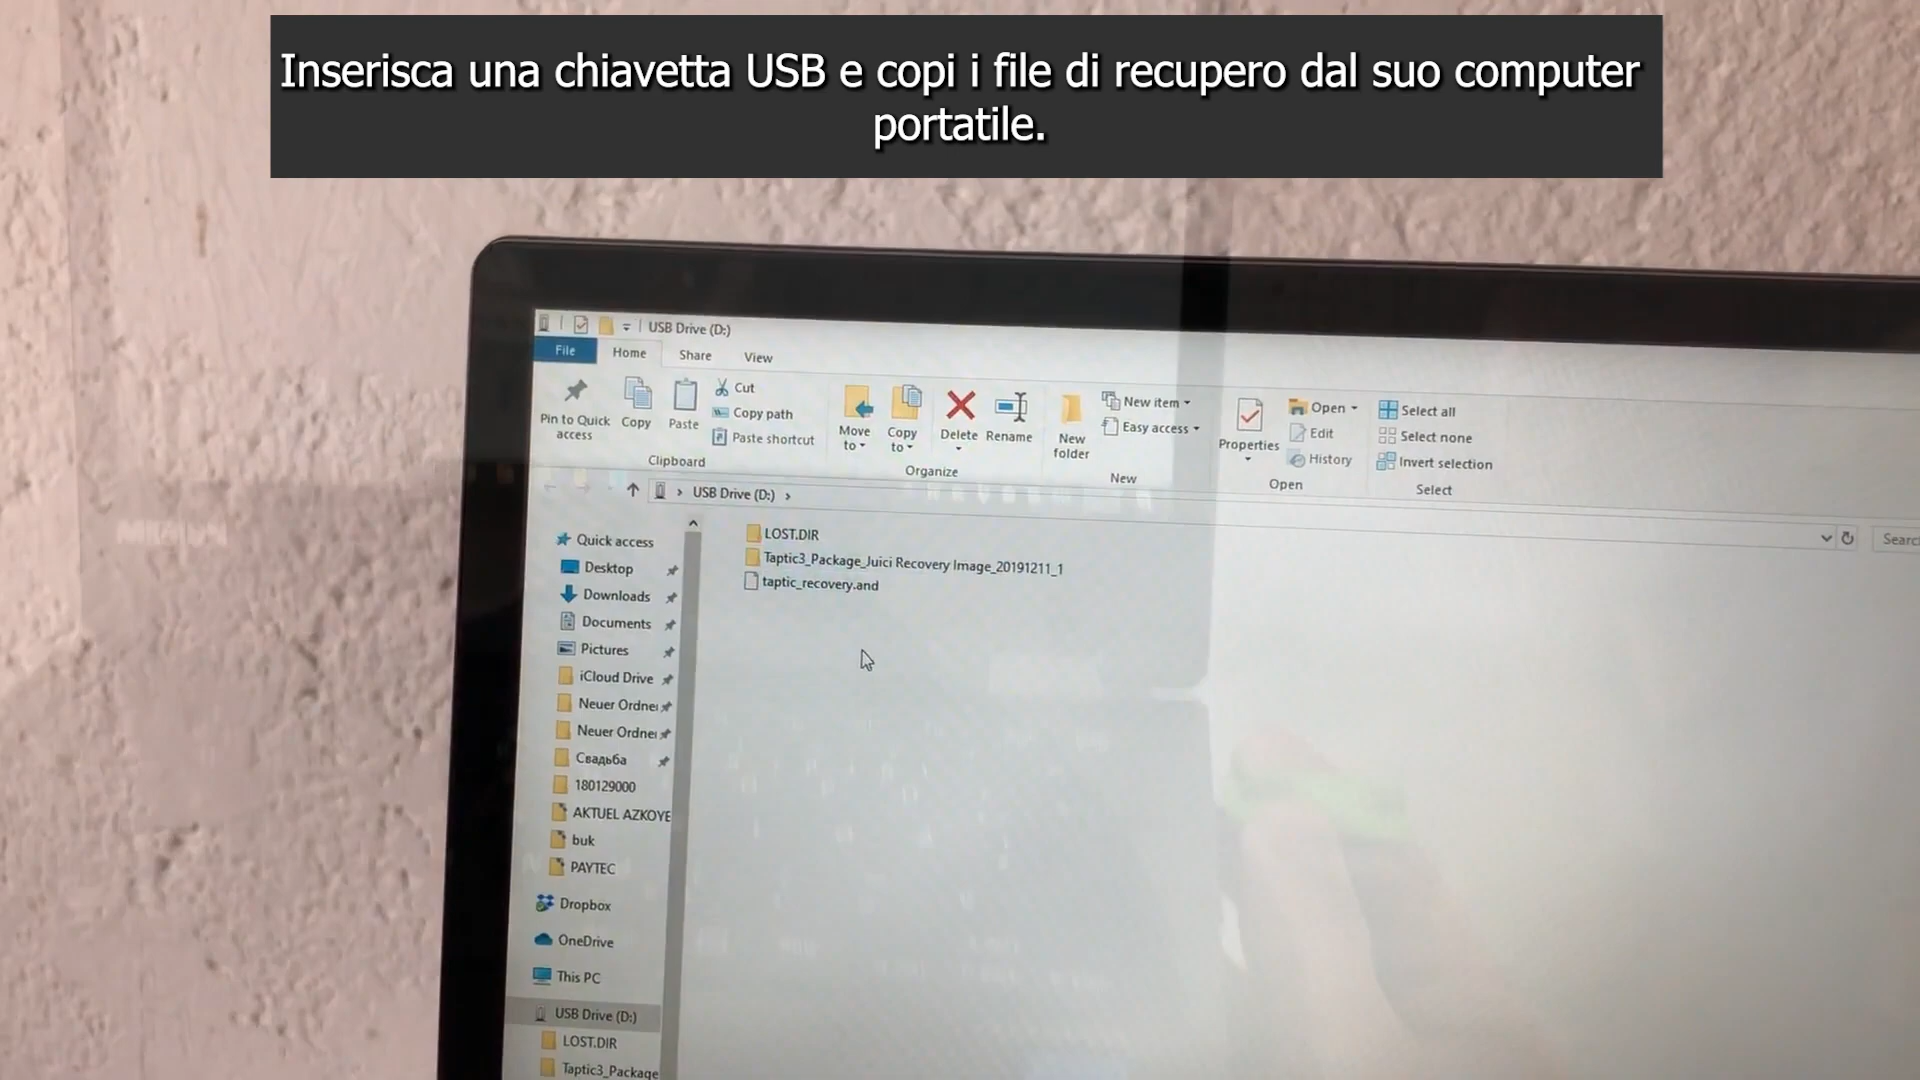 Inserisca una chiavetta USB e copi i file di recupero dal suo computer
portatile.
USB Drive (D:)
File Home Share View
Pin to Quick access
Copy
Paste
Cut
Copy path
Paste shortcut
Clipboard
Move to
Copy to
Delete
Rename
Organize
New folder
New item
Easy access
New
Properties
Open
Edit
History
Open
Select all
Select none
Invert selection
Select
USB Drive (D:)
Quick access
Desktop
Downloads
Documents
Pictures
iCloud Drive
Neuer Ordne
Neuer Ordne
Свадьба
180129000
AKTUEL AZKOYE
buk
PAYTEC
Dropbox
OneDrive
This PC
USB Drive (D:)
LOST.DIR
Taptic3_Package
LOST.DIR
Taptic3_Package_Juici Recovery Image_20191211_1
taptic_recovery.and